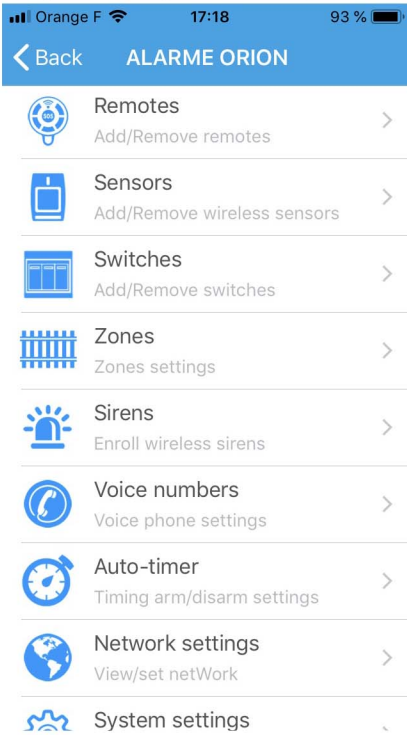 Orange F 17:18 93 %
Back ALARME ORION
SOS
Remotes
Add/Remove remotes
Sensors
Add/Remove wireless sensors
Switches
Add/Remove switches
Zones
Zones settings
Sirens
Enroll wireless sirens
Voice numbers
Voice phone settings
Auto-timer
Timing arm/disarm settings
Network settings
View/set netWork
System settings